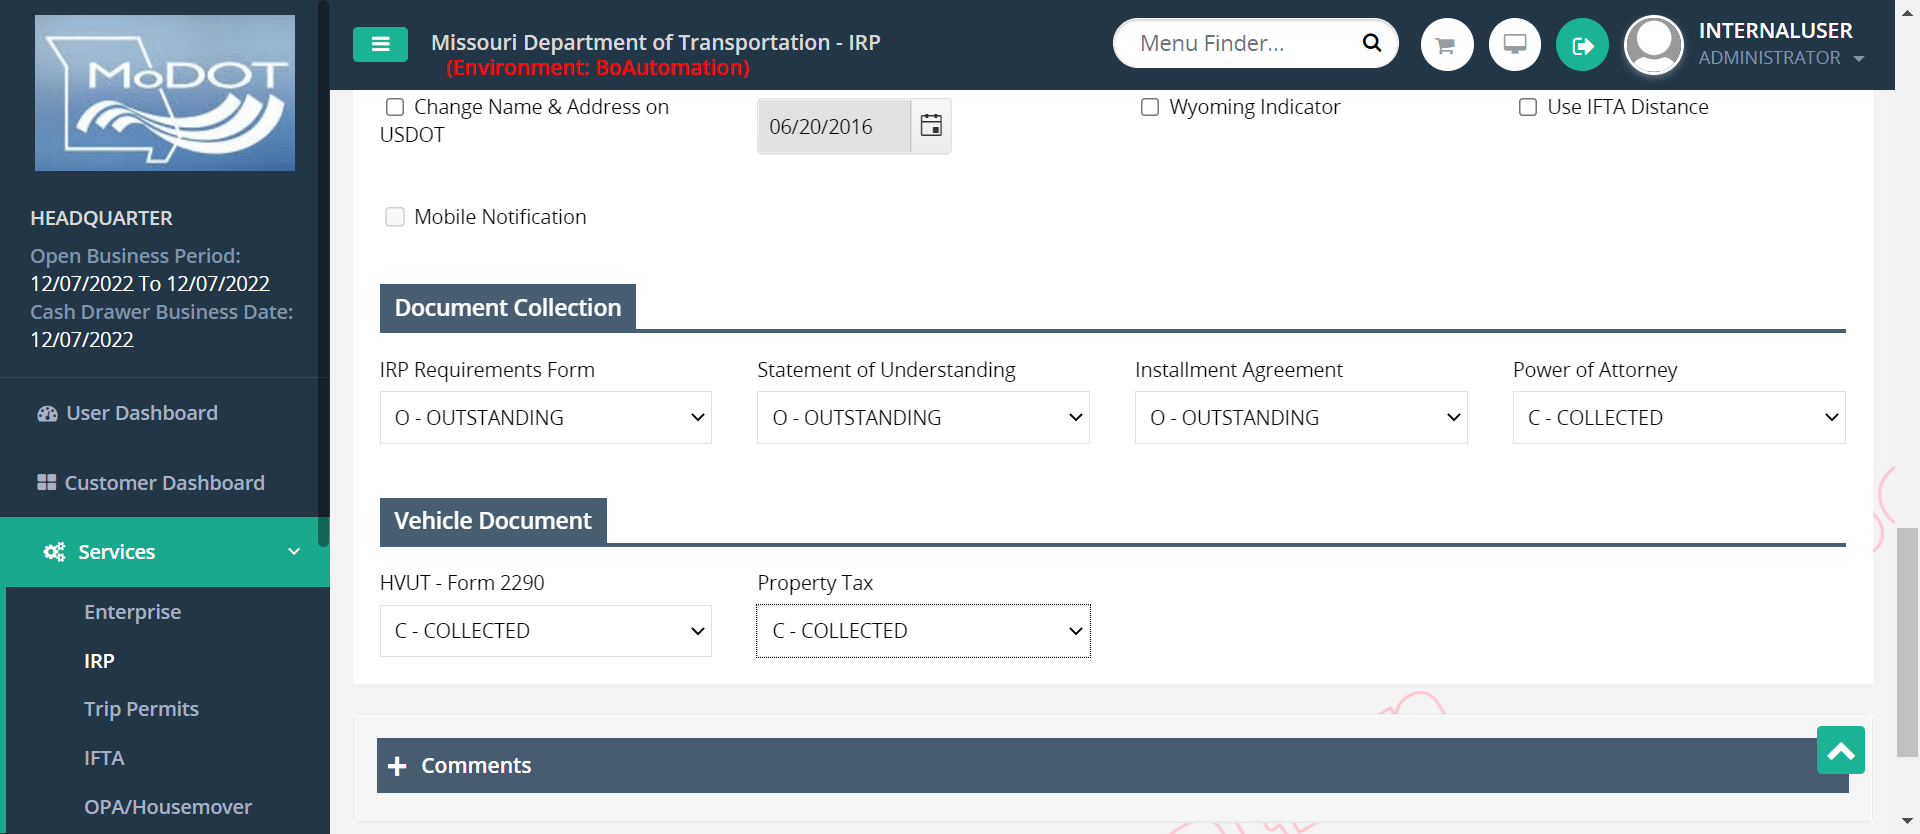 MoDOT
HEADQUARTER
Open Business Period:
12/07/2022 To 12/07/2022
Cash Drawer Business Date:
12/07/2022
User Dashboard
Customer Dashboard
Services
Enterprise
IRP
Trip Permits
IFTA
OPA/Housemover
Missouri Department of Transportation - IRP
(Environment: BoAutomation)
Menu Finder...
INTERNALUSER
ADMINISTRATOR
Change Name & Address on
USDOT
06/20/2016
Wyoming Indicator
Use IFTA Distance
Mobile Notification
Document Collection
IRP Requirements Form
Statement of Understanding
Installment Agreement
Power of Attorney
O - OUTSTANDING
O - OUTSTANDING
O - OUTSTANDING
C - COLLECTED
Vehicle Document
HVUT - Form 2290
Property Tax
C - COLLECTED
C - COLLECTED
Comments